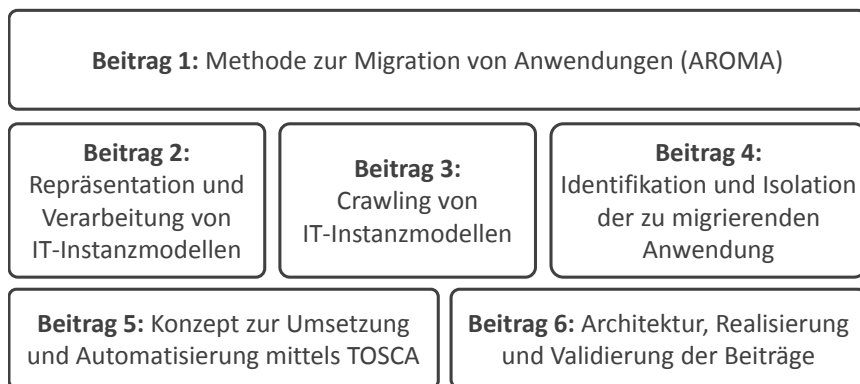 Beitrag 1: Methode zur Migration von Anwendungen (AROMA)
Beitrag 2:
Repräsentation und
Verarbeitung von
IT-Instanzmodellen
Beitrag 3:
Crawling von
IT-Instanzmodellen
Beitrag 4:
Identifikation und Isolation
der zu migrierenden
Anwendung
Beitrag 5: Konzept zur Umsetzung
und Automatisierung mittels TOSCA
Beitrag 6: Architektur, Realisierung
und Validierung der Beiträge